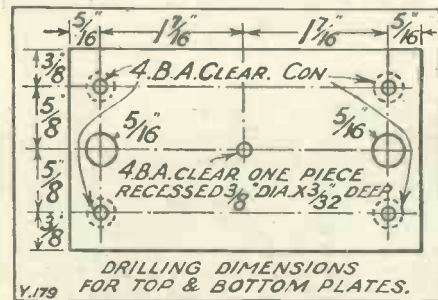 5/16" 1 7/16" 1 7/16" 5/16"
3/8"
4.B.A.CLEAR. CON
5/8"
5/16" 5/16"
5/8"
4.B.A.CLEAR ONE PIECE
RECESSED 3/8" DIA. X 3/32" DEEP
3/8"
DRILLING DIMENSIONS
FOR TOP & BOTTOM PLATES.
Y.179